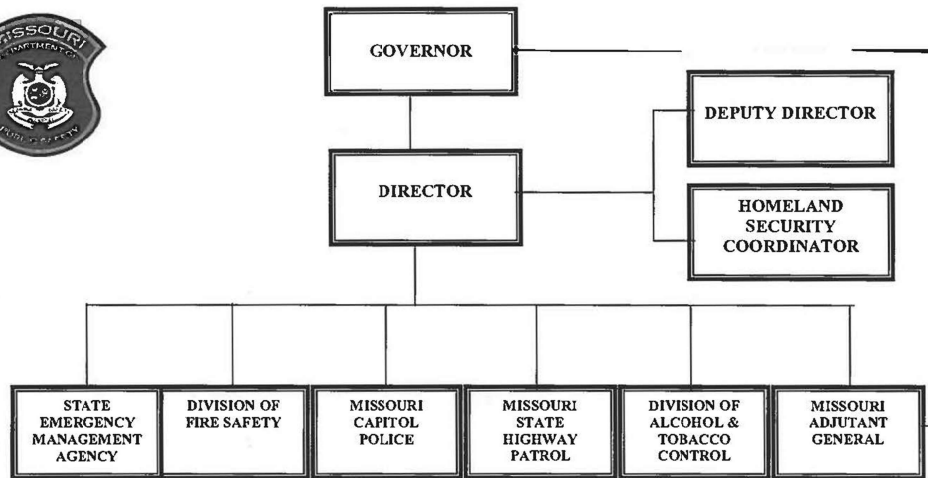 MISSOURI
DEPARTMENT OF
PUBLIC SAFETY
GOVERNOR
DEPUTY DIRECTOR
DIRECTOR
HOMELAND
SECURITY
COORDINATOR
STATE
EMERGENCY
MANAGEMENT
AGENCY
DIVISION OF
FIRE SAFETY
MISSOURI
CAPITOL
POLICE
MISSOURI
STATE
HIGHWAY
PATROL
DIVISION OF
ALCOHOL &
TOBACCO
CONTROL
MISSOURI
ADJUTANT
GENERAL